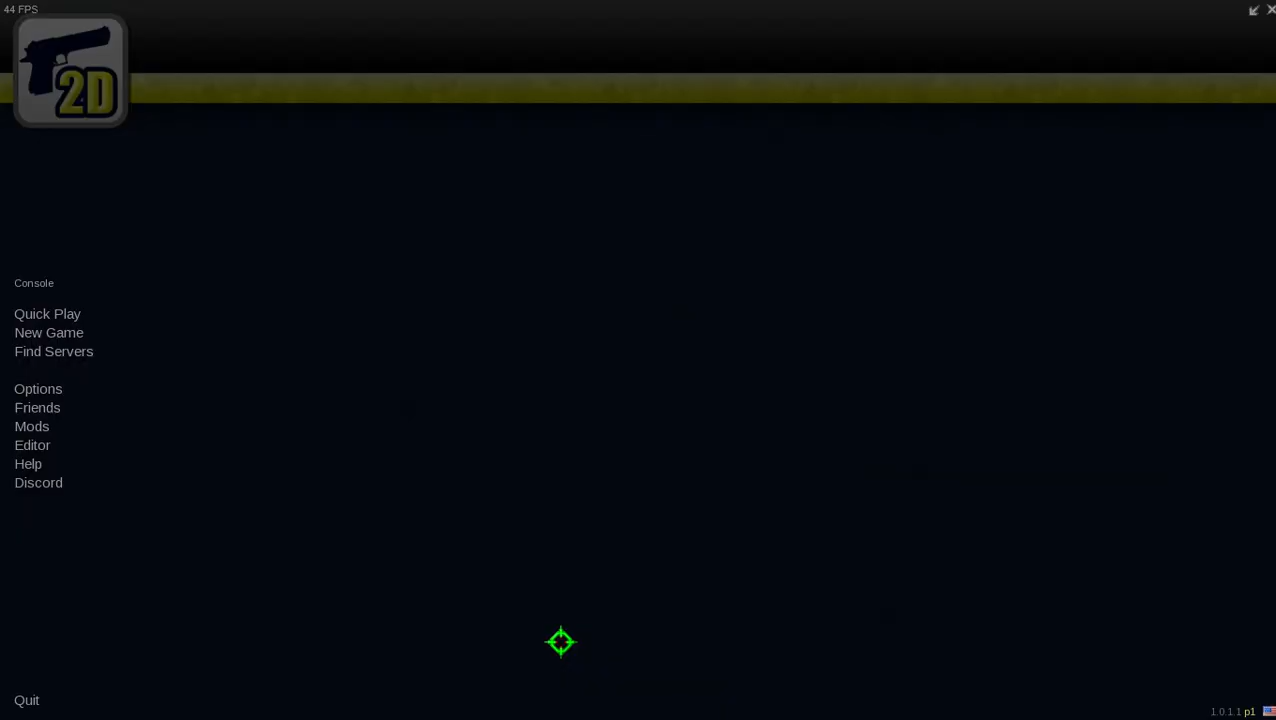 44 FPS
2D
Console
Quick Play
New Game
Find Servers
Options
Friends
Mods
Editor
Help
Discord
Quit
1.0.1.1 p1